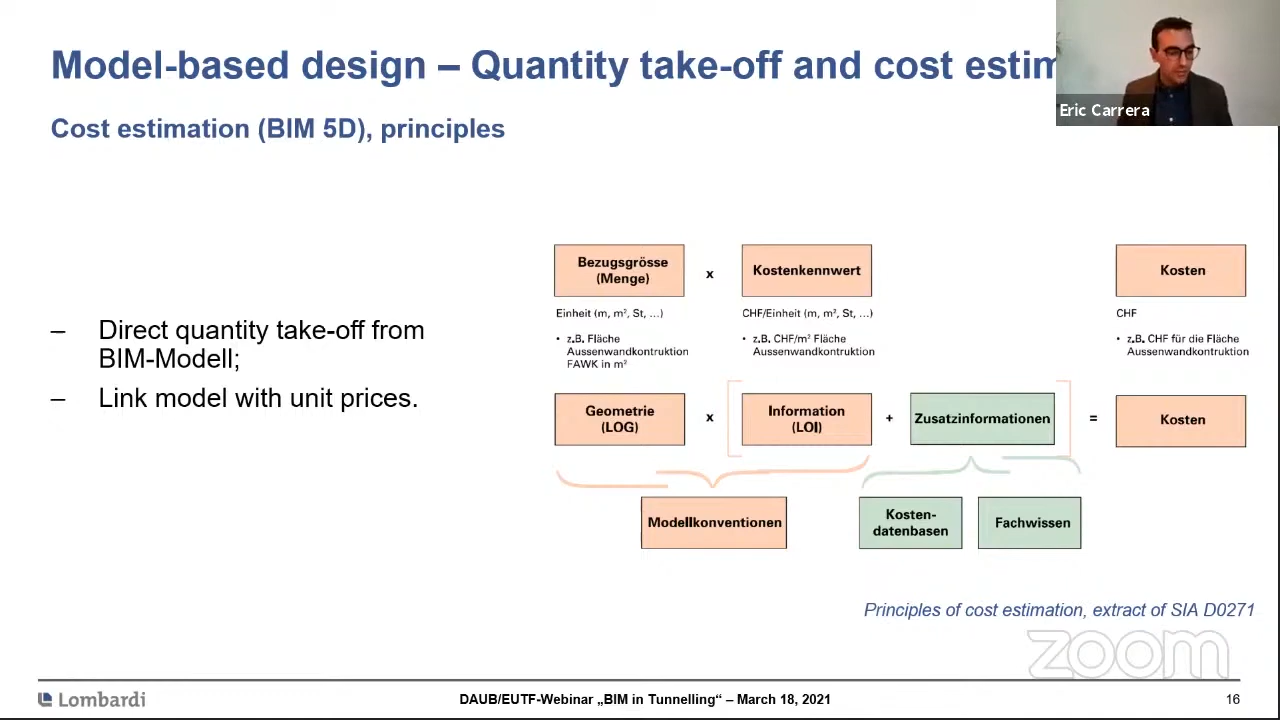 Model-based design – Quantity take-off and cost estim
Eric Carrera
Cost estimation (BIM 5D), principles
– Direct quantity take-off from
BIM-Modell;
– Link model with unit prices.
Bezugsgrösse
(Menge)
x
Kostenkennwert
Kosten
Einheit (m, m², St, ...)
CHF/Einheit (m, m², St, ...)
CHF
• z.B. Fläche
Aussenwandkontruktion
FAWK in m²
• z.B. CHF/m² Fläche
Aussenwandkontruktion
• z.B. CHF für die Fläche
Aussenwandkontruktion
Geometrie
(LOG)
x
Information
(LOI)
+
Zusatzinformationen
=
Kosten
Modellkonventionen
Kosten-
datenbasen
Fachwissen
Principles of cost estimation, extract of SIA D0271
zoom
Lombardi
DAUB/EUTF-Webinar „BIM in Tunnelling“ – March 18, 2021
16